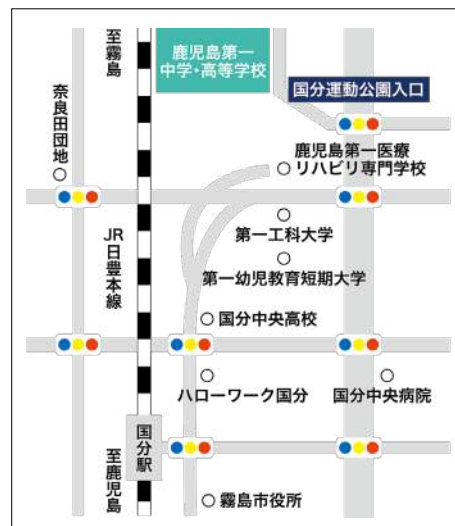 至霧島
鹿児島第一
中学・高等学校
国分運動公園入口
奈良田団地
鹿児島第一医療
リハビリ専門学校
第一工科大学
JR日豊本線
第一幼児教育短期大学
国分中央高校
ハローワーク国分
国分中央病院
国分駅
至鹿児島
霧島市役所